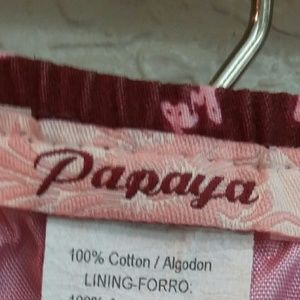 Papaya
100% Cotton / Algodon
LINING-FORRO: